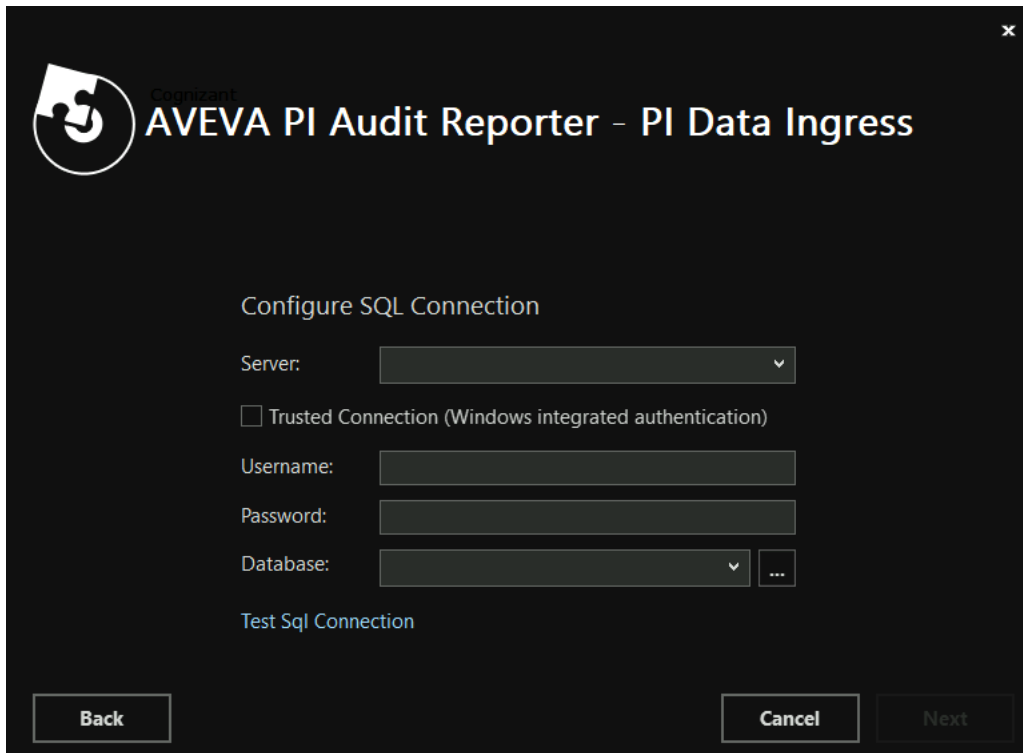 x
Cognizant
AVEVA PI Audit Reporter - PI Data Ingress
Configure SQL Connection
Server:
Trusted Connection (Windows integrated authentication)
Username:
Password:
Database:
...
Test Sql Connection
Back
Cancel
Next